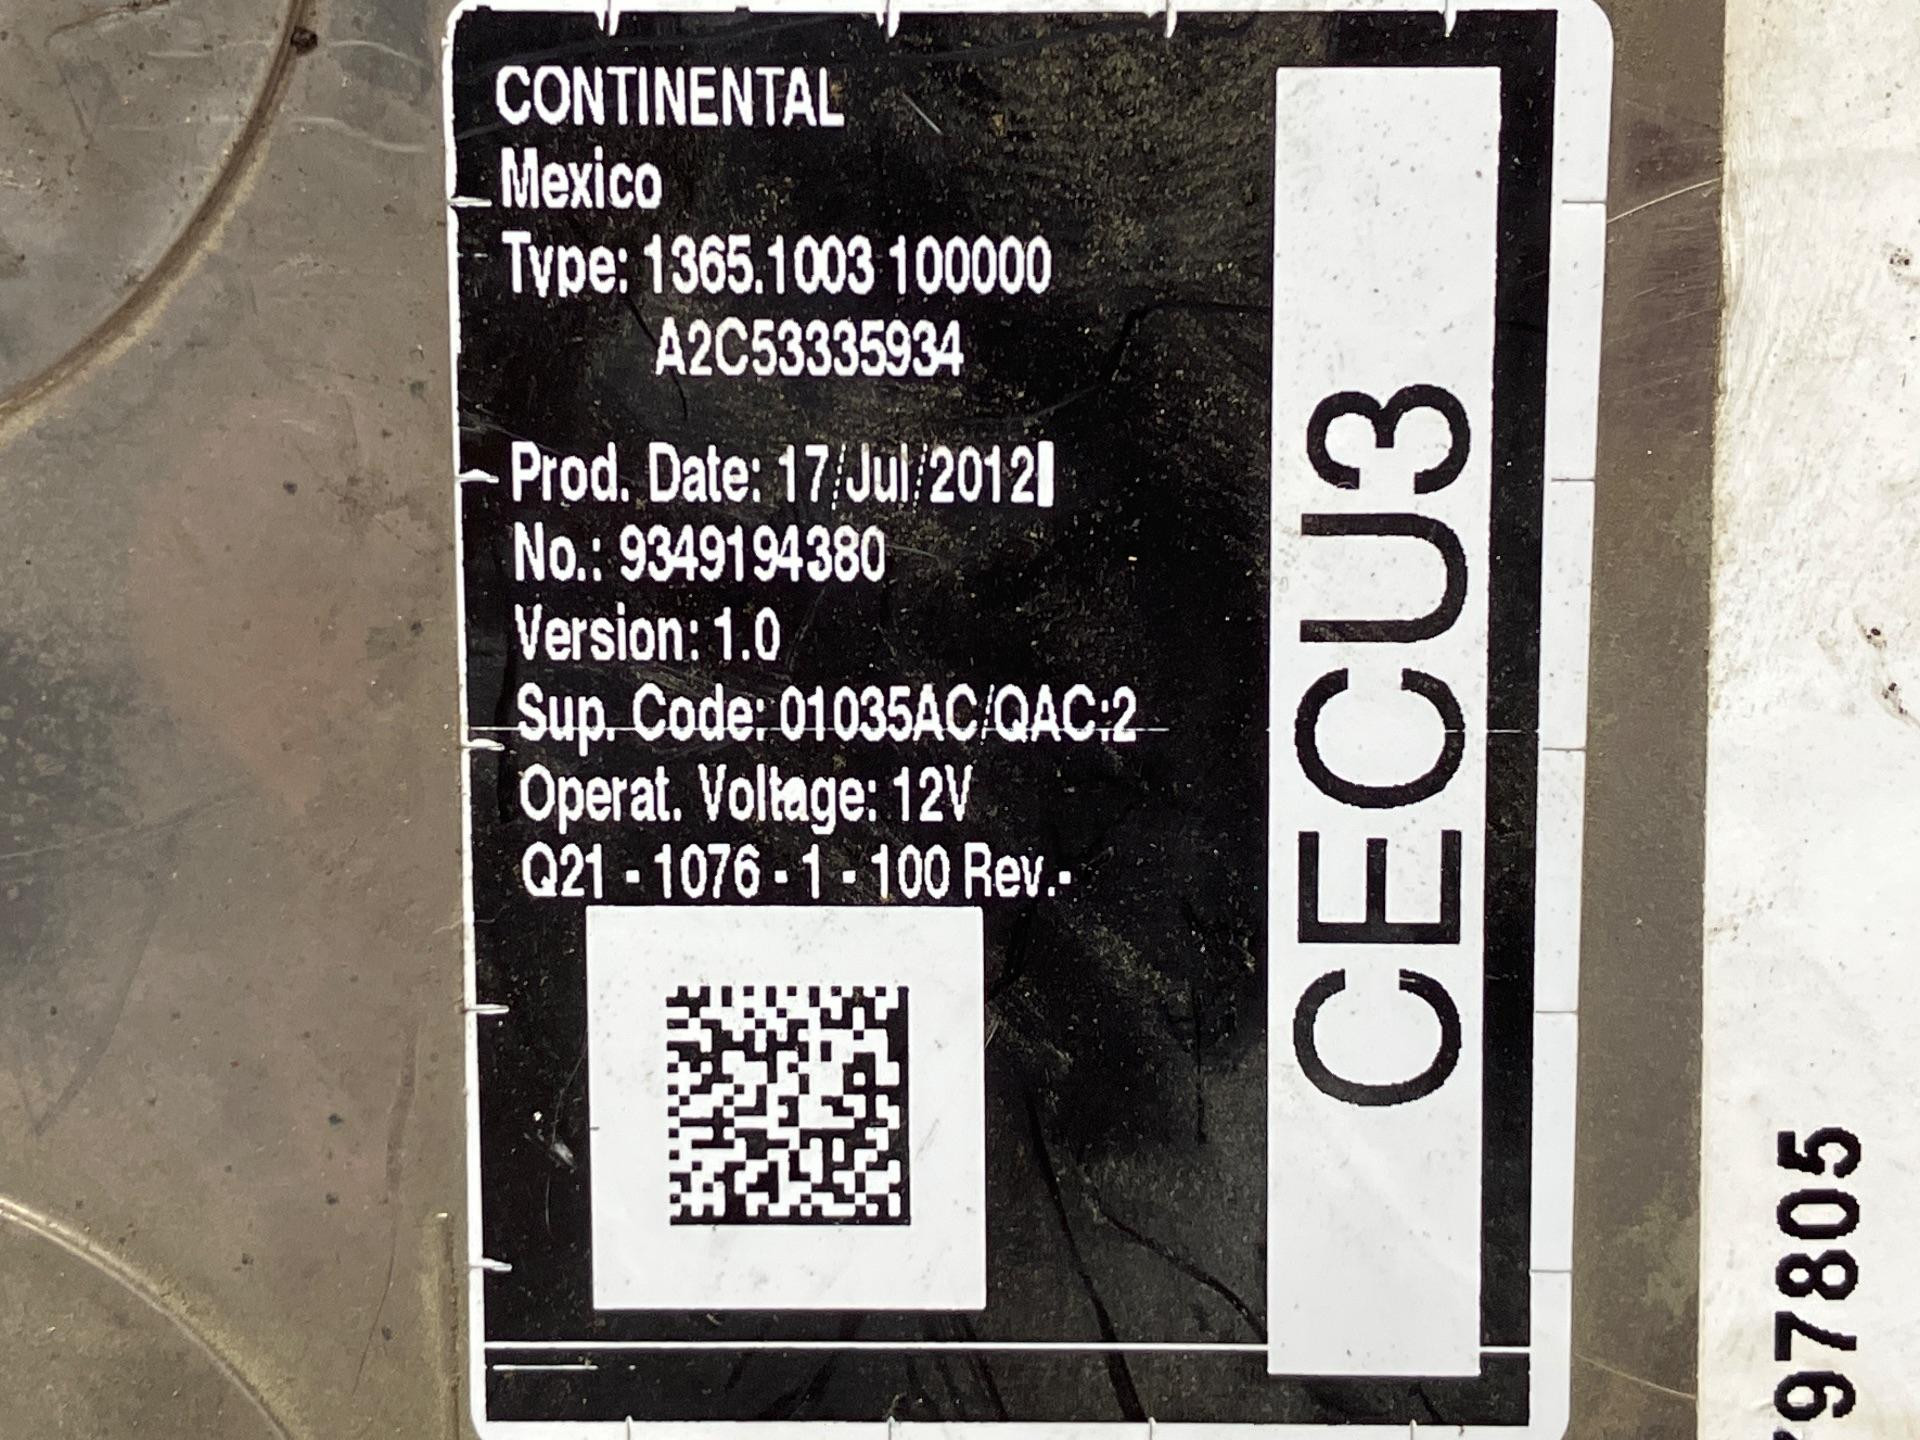 CONTINENTAL
Mexico
Type: 1365.1003 100000
A2C53335934
Prod. Date: 17/Jul/2012
No.: 9349194380
Version: 1.0
Sup. Code: 01035AC/QAC:2
Operat. Voltage: 12V
Q21 - 1076 - 1 - 100 Rev.-
CECU3
97805